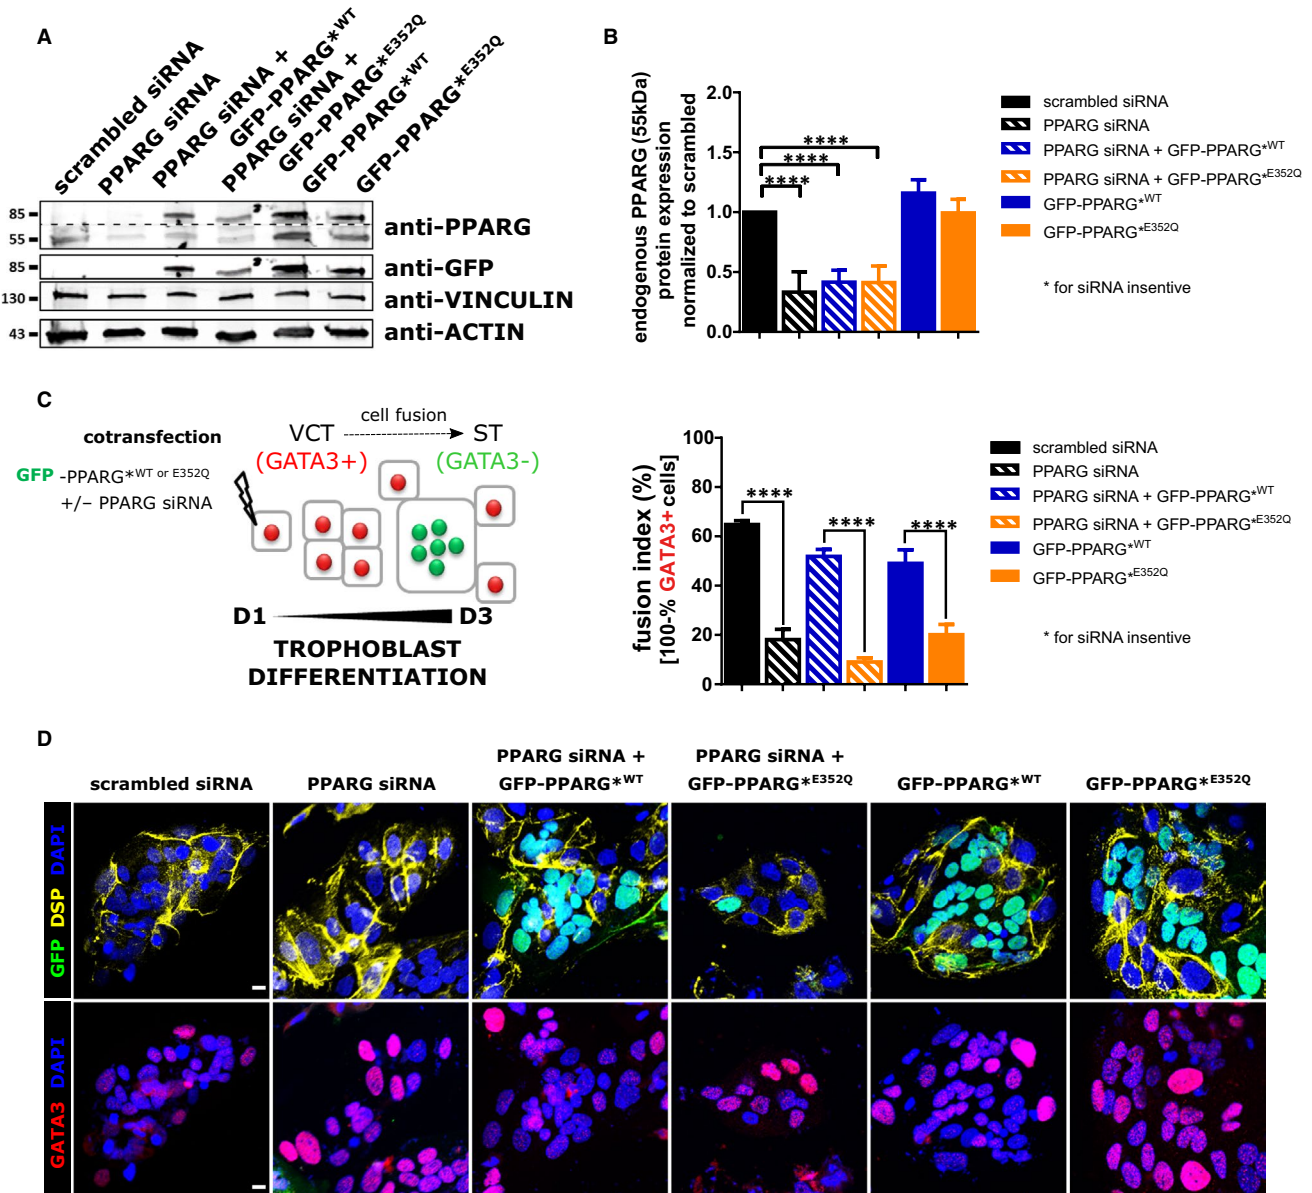 A
scrambled siRNA
PPARG siRNA
PPARG siRNA +
GFP-PPARG*WT
PPARG siRNA +
GFP-PPARG*E352Q
GFP-PPARG*WT
GFP-PPARG*E352Q
85
55
anti-PPARG
85
anti-GFP
130
anti-VINCULIN
43
anti-ACTIN
B
endogenous PPARG (55kDa)
protein expression
normalized to scrambled
2.0
1.5
1.0
0.5
0.0
****
****
****
scrambled siRNA
PPARG siRNA
PPARG siRNA + GFP-PPARG*WT
PPARG siRNA + GFP-PPARG*E352Q
GFP-PPARG*WT
GFP-PPARG*E352Q
* for siRNA insentive
C
cotransfection
GFP -PPARG*WT or E352Q
+/− PPARG siRNA
cell fusion
VCT ST
(GATA3+) (GATA3-)
D1 D3
TROPHOBLAST
DIFFERENTIATION
fusion index (%)
[100-% GATA3+ cells]
100
80
60
40
20
0
****
****
****
scrambled siRNA
PPARG siRNA
PPARG siRNA + GFP-PPARG*WT
PPARG siRNA + GFP-PPARG*E352Q
GFP-PPARG*WT
GFP-PPARG*E352Q
* for siRNA insentive
D
scrambled siRNA
PPARG siRNA
PPARG siRNA +
GFP-PPARG*WT
PPARG siRNA +
GFP-PPARG*E352Q
GFP-PPARG*WT
GFP-PPARG*E352Q
GFP DSP DAPI
GATA3 DAPI